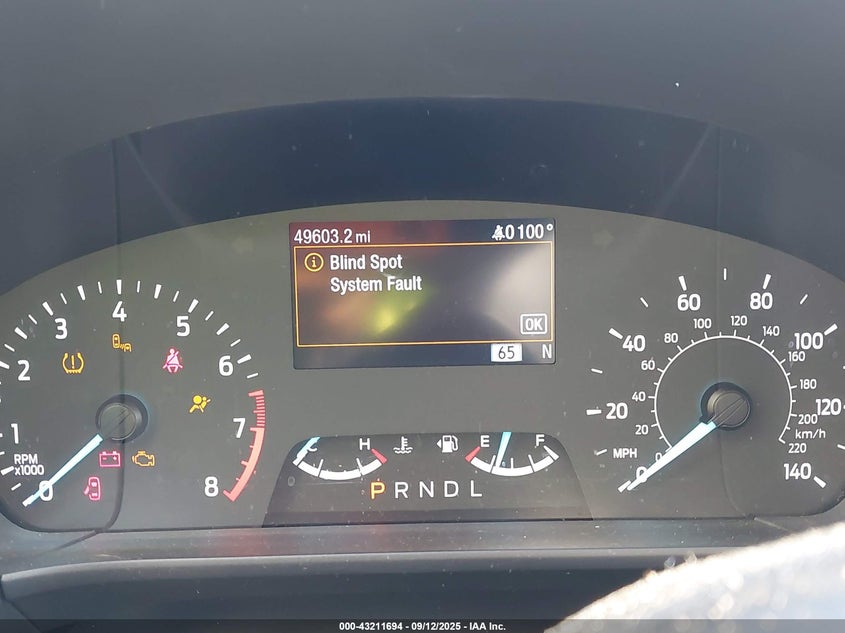 49603.2 mi
0 100°
Blind Spot
System Fault
OK
65 N
0 1 2 3 4 5 6 7 8
RPM
x1000
C H
E F
P R N D L
0 20 40 60 80 100 120 140
MPH
0 20 40 60 80 100 120 140 160 180 200 220
km/h
000-43211694 - 09/12/2025 - IAA Inc.